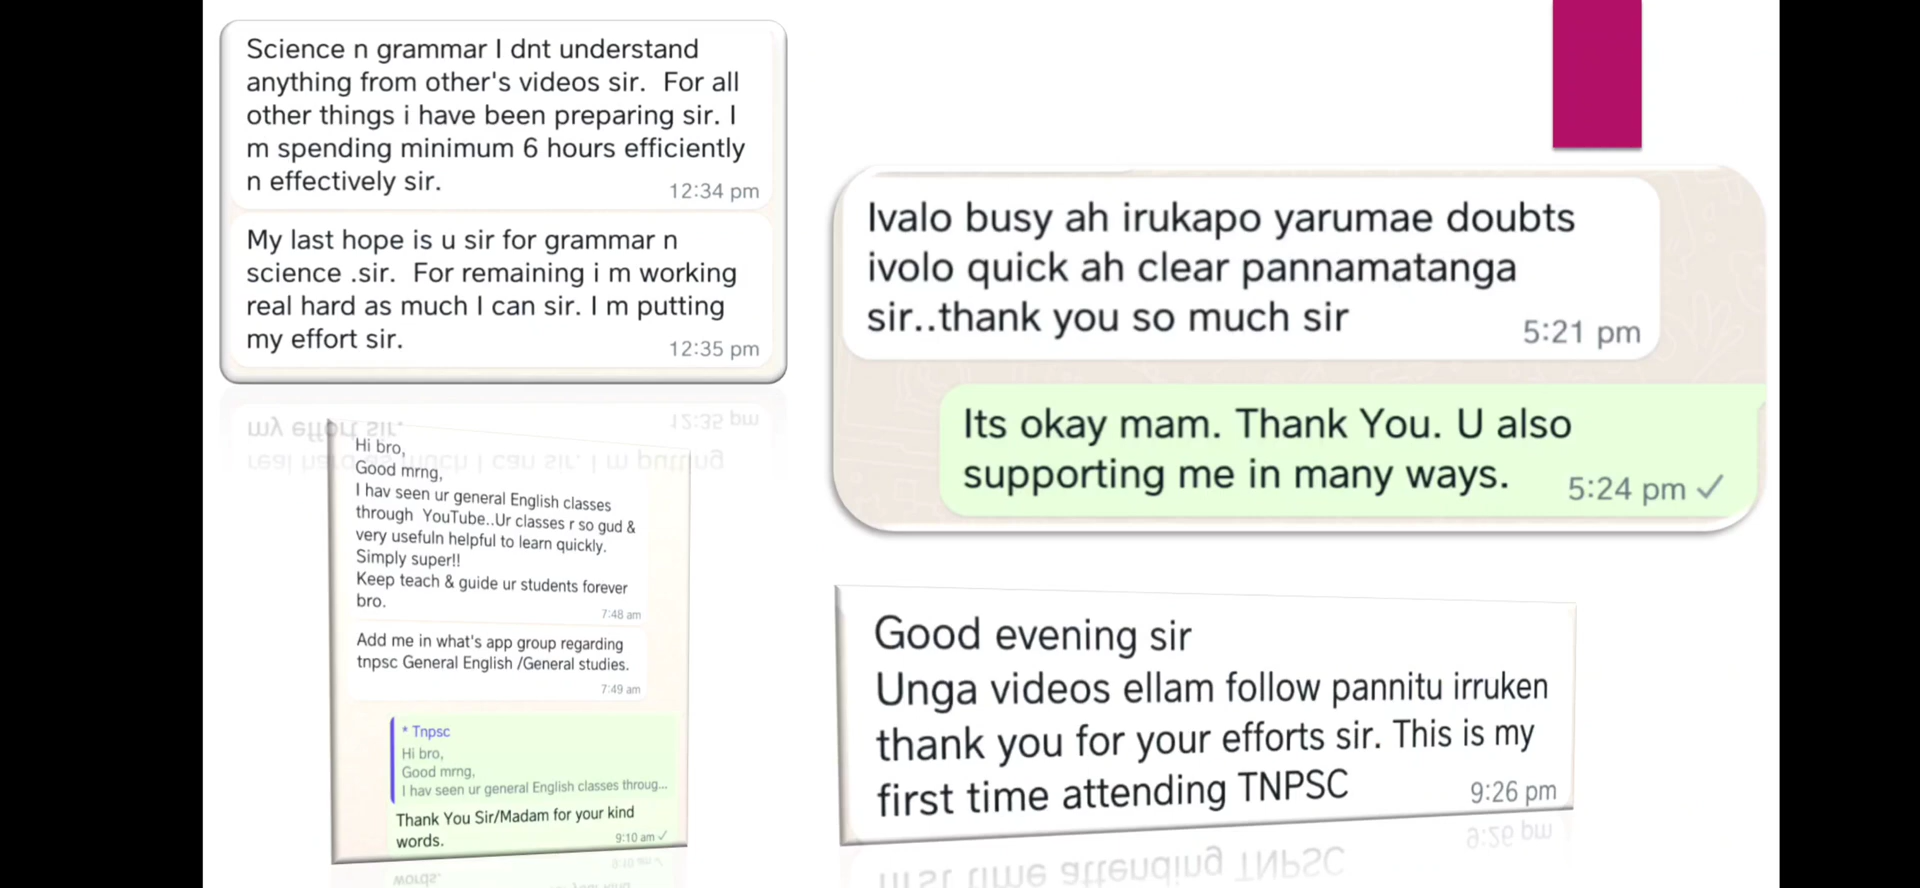 Science n grammar I dnt understand
anything from other's videos sir.  For all
other things i have been preparing sir. I
m spending minimum 6 hours efficiently
n effectively sir.
12:34 pm
My last hope is u sir for grammar n
science .sir.  For remaining i m working
real hard as much I can sir. I m putting
my effort sir.
12:35 pm
Hi bro,
Good mrng,
I hav seen ur general English classes
through  YouTube..Ur classes r so gud &
very usefuln helpful to learn quickly.
Simply super!!
Keep teach & guide ur students forever
bro.
7:48 am
Add me in what's app group regarding
tnpsc General English /General studies.
7:49 am
* Tnpsc
Hi bro,
Good mrng,
I hav seen ur general English classes throug...
Thank You Sir/Madam for your kind
words.
9:10 am
Ivalo busy ah irukapo yarumae doubts
ivolo quick ah clear pannamatanga
sir..thank you so much sir
5:21 pm
Its okay mam. Thank You. U also
supporting me in many ways.
5:24 pm
Good evening sir
Unga videos ellam follow pannitu irruken
thank you for your efforts sir. This is my
first time attending TNPSC
9:26 pm